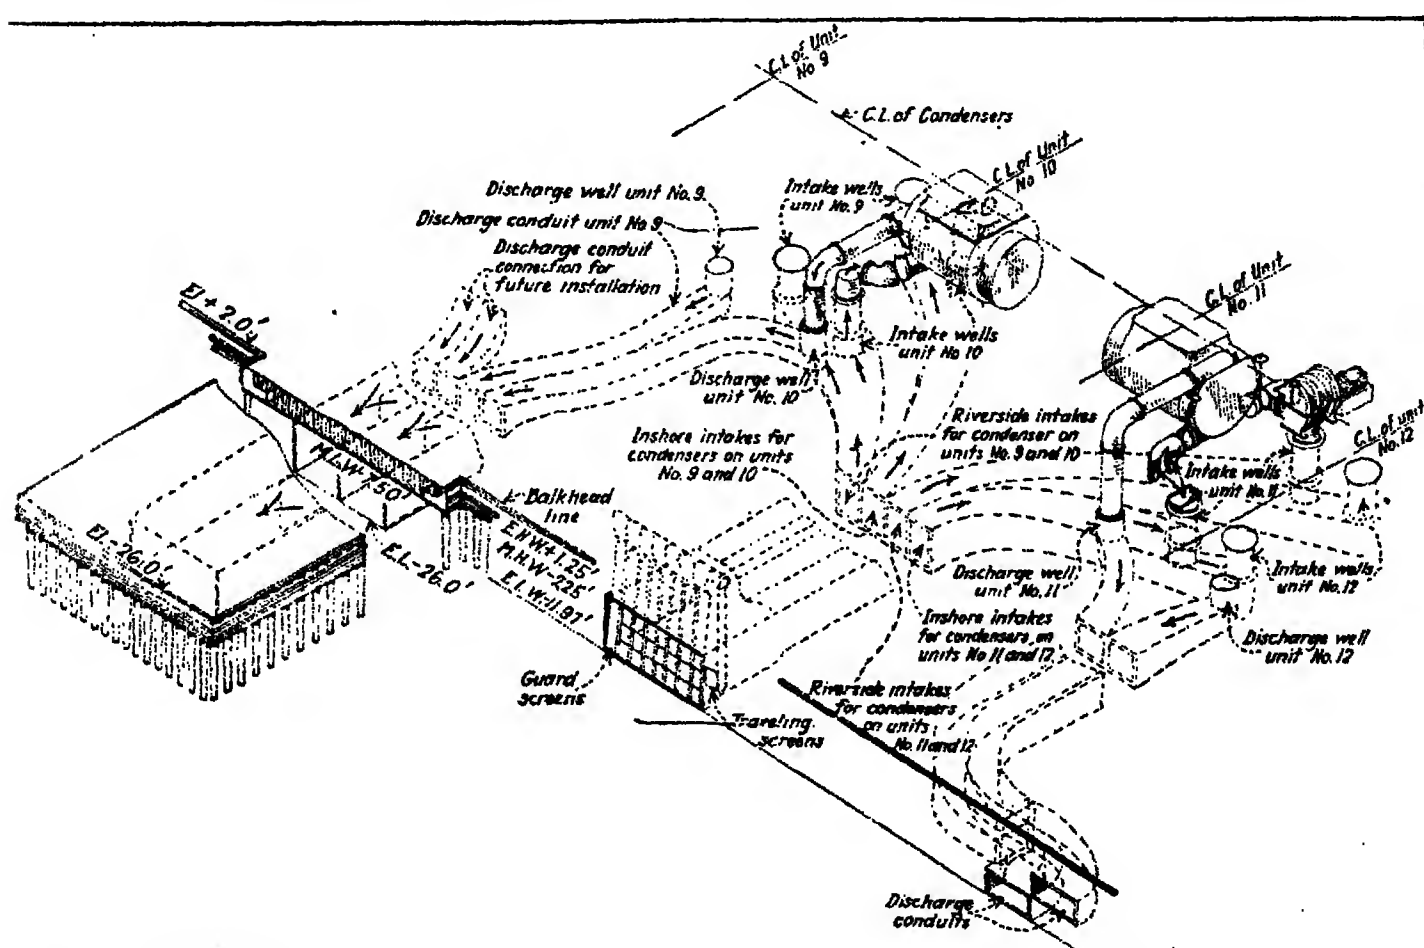 C.L. of Unit
No 9
C.L. of Condensers
C.L. of Unit
No 10
Discharge well unit No. 9
Intake wells
unit No. 9
Discharge conduit unit No 9
Discharge conduit
connection for
future installation
El + 2.0'
C.L. of Unit
No. 11
Intake wells
unit No 10
Discharge well
unit No. 10
Riverside intakes
for condenser on
units No. 9 and 10
C.L. of unit
No. 12
Inshore intakes for
condensers on units
No. 9 and 10
Intake wells
unit No. 11
M.L.W-7.50'
Bulkhead
line
E.H.W.+1.25'
M.H.W-2.25'
E.L.W-11.97'
El-26.0'
E.L-26.0'
Discharge well
unit No. 11
Intake wells
unit No. 12
Inshore intakes
for condensers on
units No 11 and 12
Discharge well
unit No. 12
Guard
screens
Riverside intakes
for condensers
on units
No. 11 and 12
Traveling
screens
Discharge
conduits